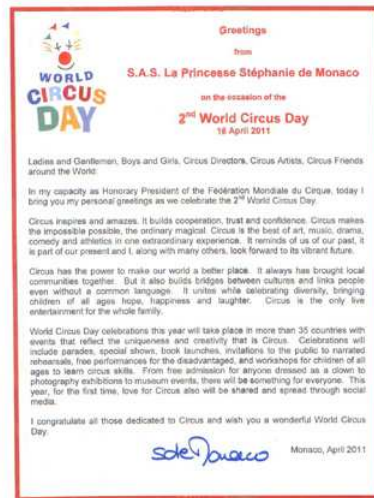 WORLD
CIRCUS
DAY
Greetings
from
S.A.S. La Princesse Stéphanie de Monaco
on the occasion of the
2nd World Circus Day
16 April 2011
Ladies and Gentlemen, Boys and Girls, Circus Directors, Circus Artists, Circus Friends
around the World:
In my capacity as Honorary President of the Fédération Mondiale du Cirque, today I
bring you my personal greetings as we celebrate the 2nd World Circus Day.
Circus inspires and amazes. It builds cooperation, trust and confidence. Circus makes
the impossible possible, the ordinary magical. Circus is the best of art, music, drama,
comedy and athletics in one extraordinary experience. It reminds of us of our past, it
is part of our present and I, along with many others, look forward to its vibrant future.
Circus has the power to make our world a better place. It always has brought local
communities together. But it also builds bridges between cultures and links people
even without a common language. It unites while celebrating diversity, bringing
children of all ages hope, happiness and laughter. Circus is the only live
entertainment for the whole family.
World Circus Day celebrations this year will take place in more than 35 countries with
events that reflect the uniqueness and creativity that is Circus. Celebrations will
include parades, special shows, book launches, invitations to the public to narrated
rehearsals, free performances for the disadvantaged, and workshops for children of all
ages to learn circus skills. From free admission for anyone dressed as a clown to
photography exhibitions to museum events, there will be something for everyone. This
year, for the first time, love for Circus also will be shared and spread through social
media.
I congratulate all those dedicated to Circus and wish you a wonderful World Circus
Day.
Monaco, April 2011